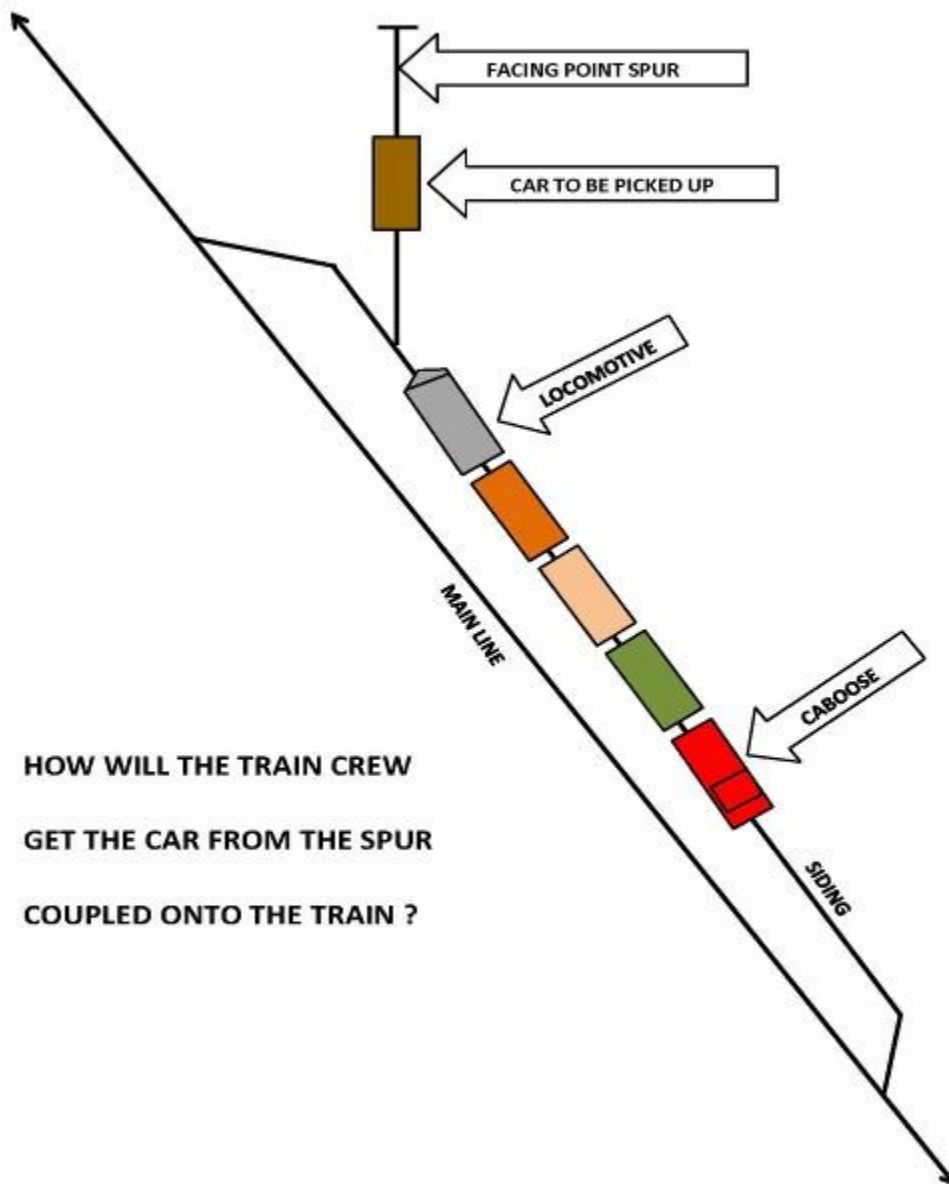 FACING POINT SPUR
CAR TO BE PICKED UP
LOCOMOTIVE
MAIN LINE
CABOOSE
HOW WILL THE TRAIN CREW
GET THE CAR FROM THE SPUR
COUPLED ONTO THE TRAIN ?
SIDING